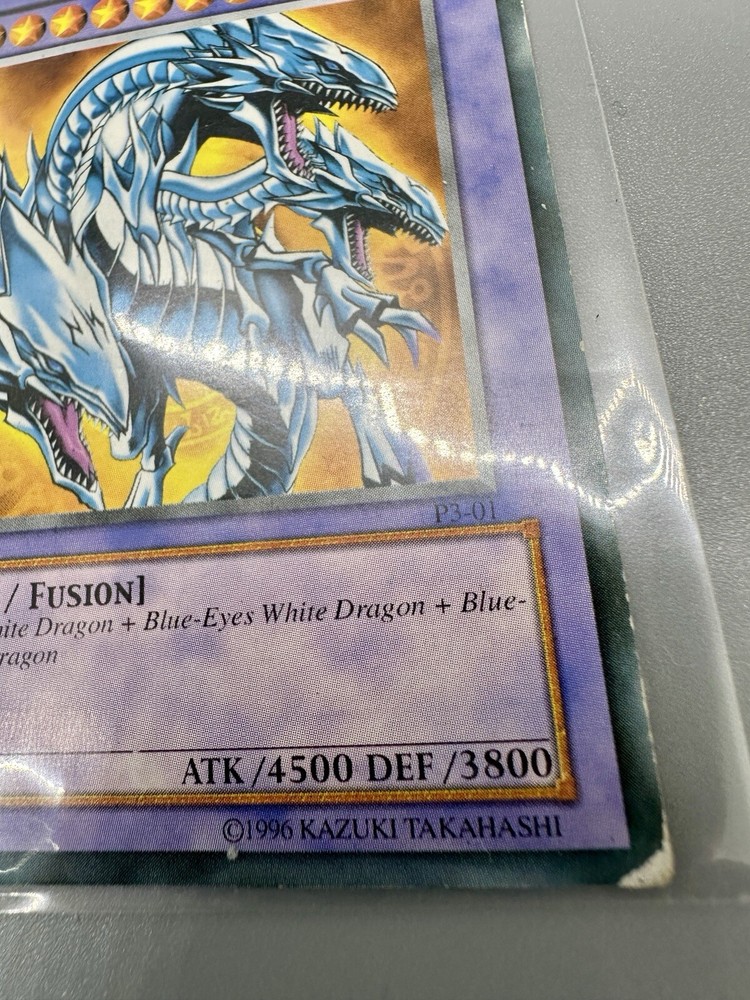 P3-01
/ FUSION]
ite Dragon + Blue-Eyes White Dragon + Blue-
ragon
ATK /4500 DEF /3800
©1996 KAZUKI TAKAHASHI